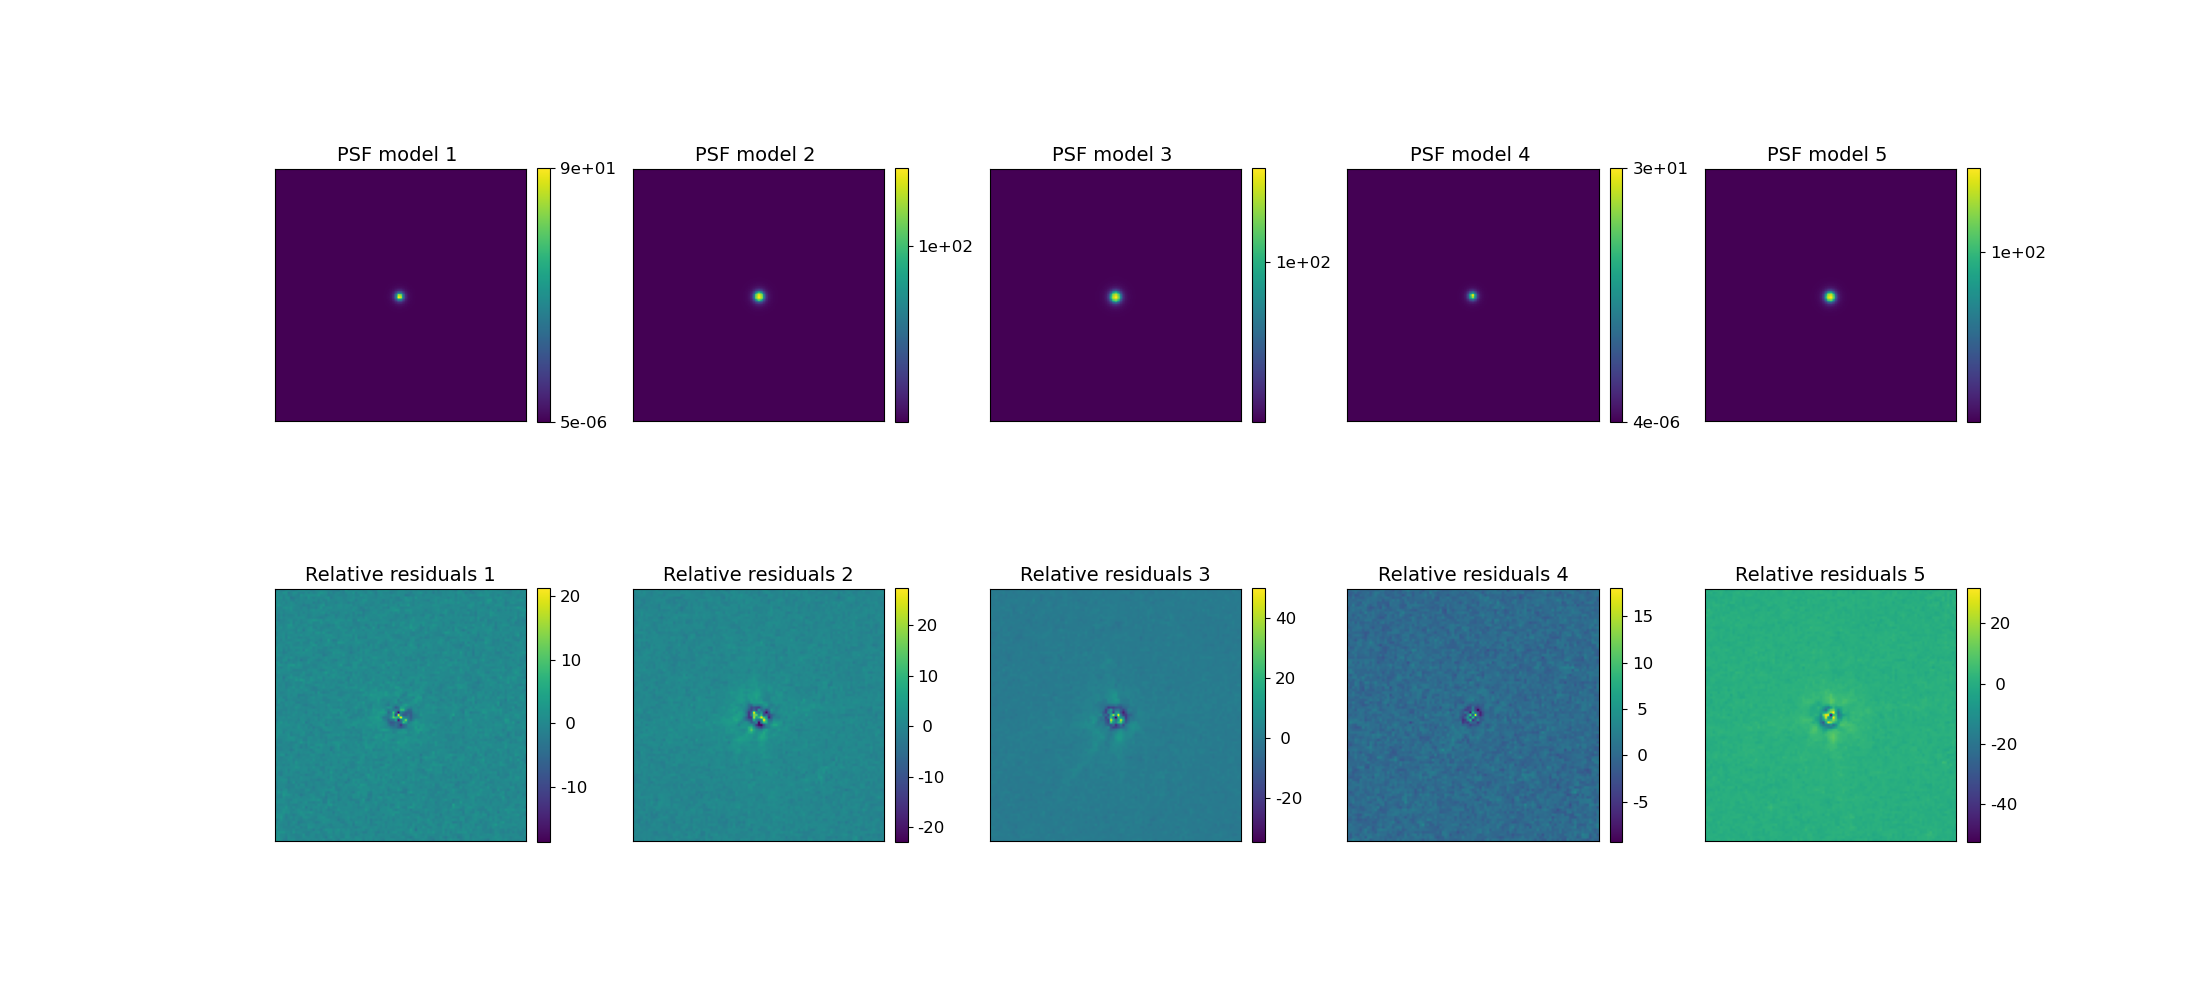 PSF model 1
PSF model 2
PSF model 3
PSF model 4
PSF model 5
9e+01
5e-06
1e+02
1e+02
3e+01
4e-06
1e+02
Relative residuals 1
Relative residuals 2
Relative residuals 3
Relative residuals 4
Relative residuals 5
20
10
0
-10
20
10
0
-10
-20
40
20
0
-20
15
10
5
0
-5
20
0
-20
-40